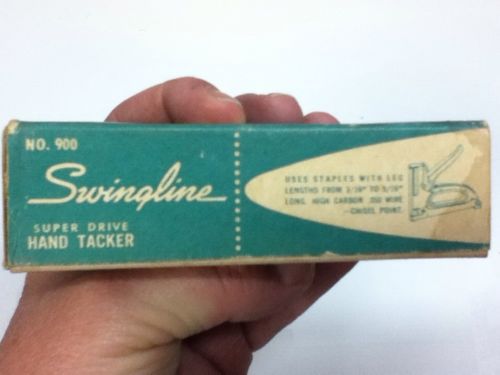 NO. 900
Swingline
SUPER DRIVE
HAND TACKER
USES STAPLES WITH LEG
LENGTHS FROM 3/16" TO 5/16"
LONG. HIGH CARBON .050 WIRE
—CHISEL POINT.